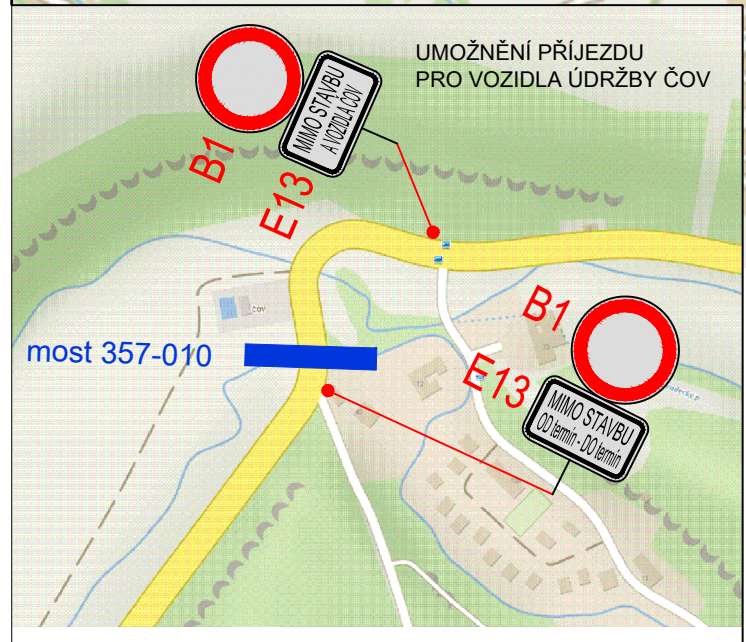 UMOŽNĚNÍ PŘÍJEZDU
PRO VOZIDLA ÚDRŽBY ČOV
MIMO STAVBU
A VOZIDLA ČOV
B1
E13
ČOV
most 357-010
B1
E13
MIMO STAVBU
OD termín - DO termín